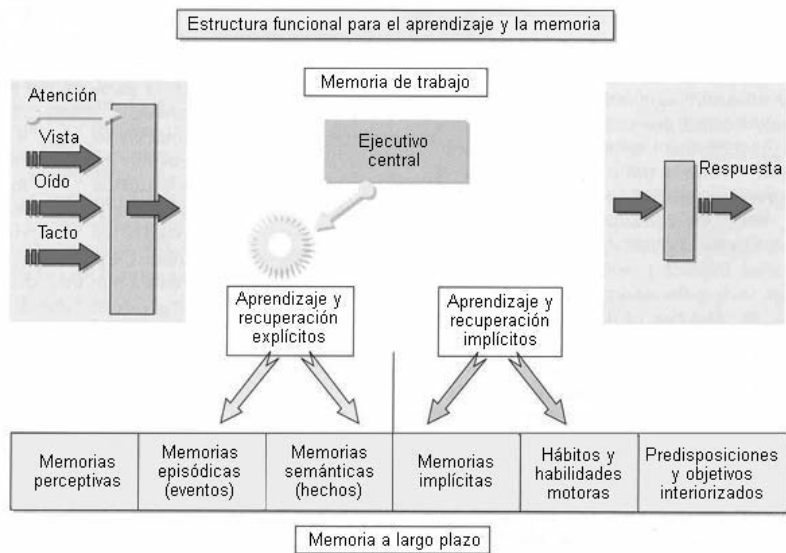 Estructura funcional para el aprendizaje y la memoria
Memoria de trabajo
Atención
Vista
Oído
Tacto
Ejecutivo
central
Respuesta
Aprendizaje y
recuperación
explícitos
Aprendizaje y
recuperación
implícitos
Memorias
perceptivas
Memorias
episódicas
(eventos)
Memorias
semánticas
(hechos)
Memorias
implícitas
Hábitos y
habilidades
motoras
Predisposiciones
y objetivos
interiorizados
Memoria a largo plazo